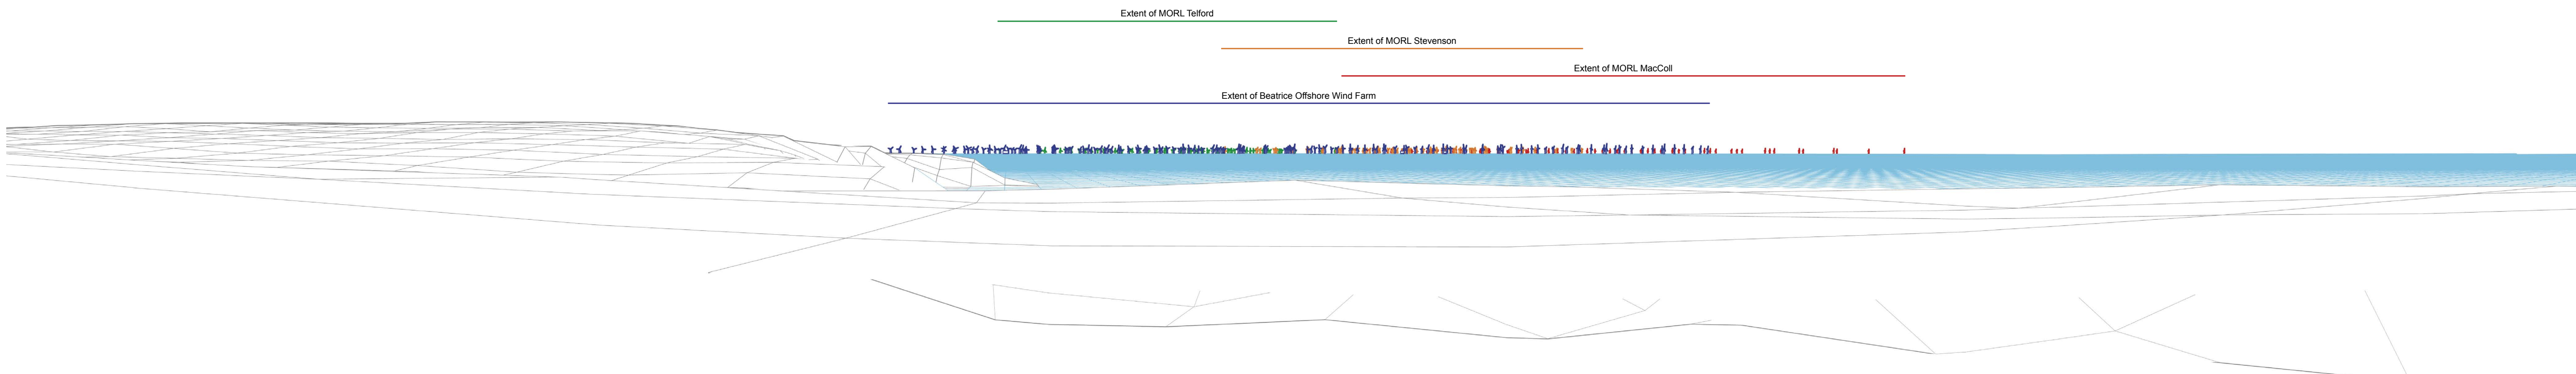 Extent of MORL Telford
Extent of MORL Stevenson
Extent of MORL MacColl
Extent of Beatrice Offshore Wind Farm